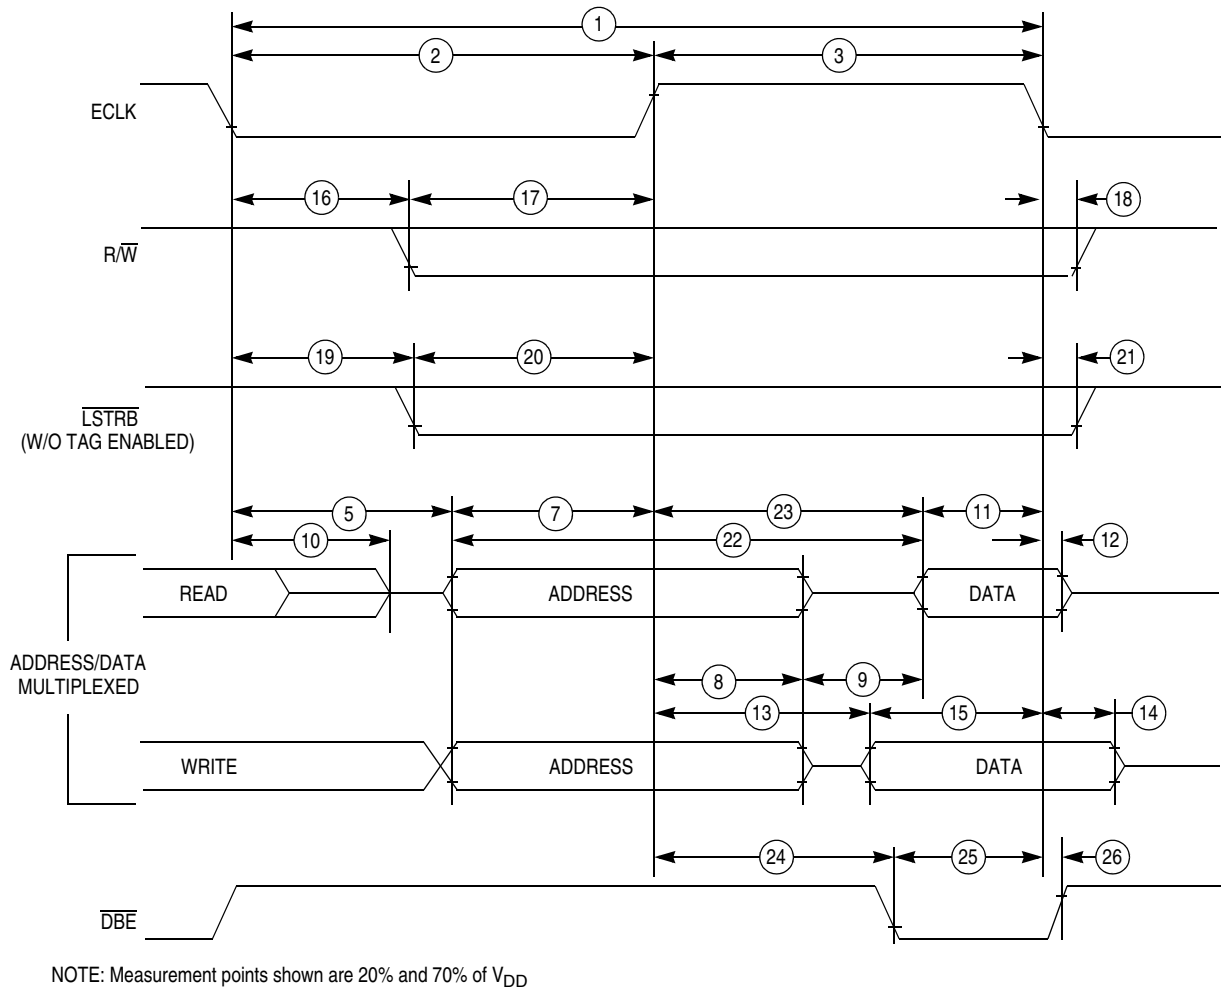 1
2
3
ECLK
16
17
18
R/W̅
19
20
21
L̅S̅T̅R̅B̅
(W/O TAG ENABLED)
5
7
23
11
10
22
12
READ
ADDRESS
DATA
ADDRESS/DATA
MULTIPLEXED
8
9
13
15
14
WRITE
ADDRESS
DATA
24
25
26
D̅B̅E̅
NOTE: Measurement points shown are 20% and 70% of VDD